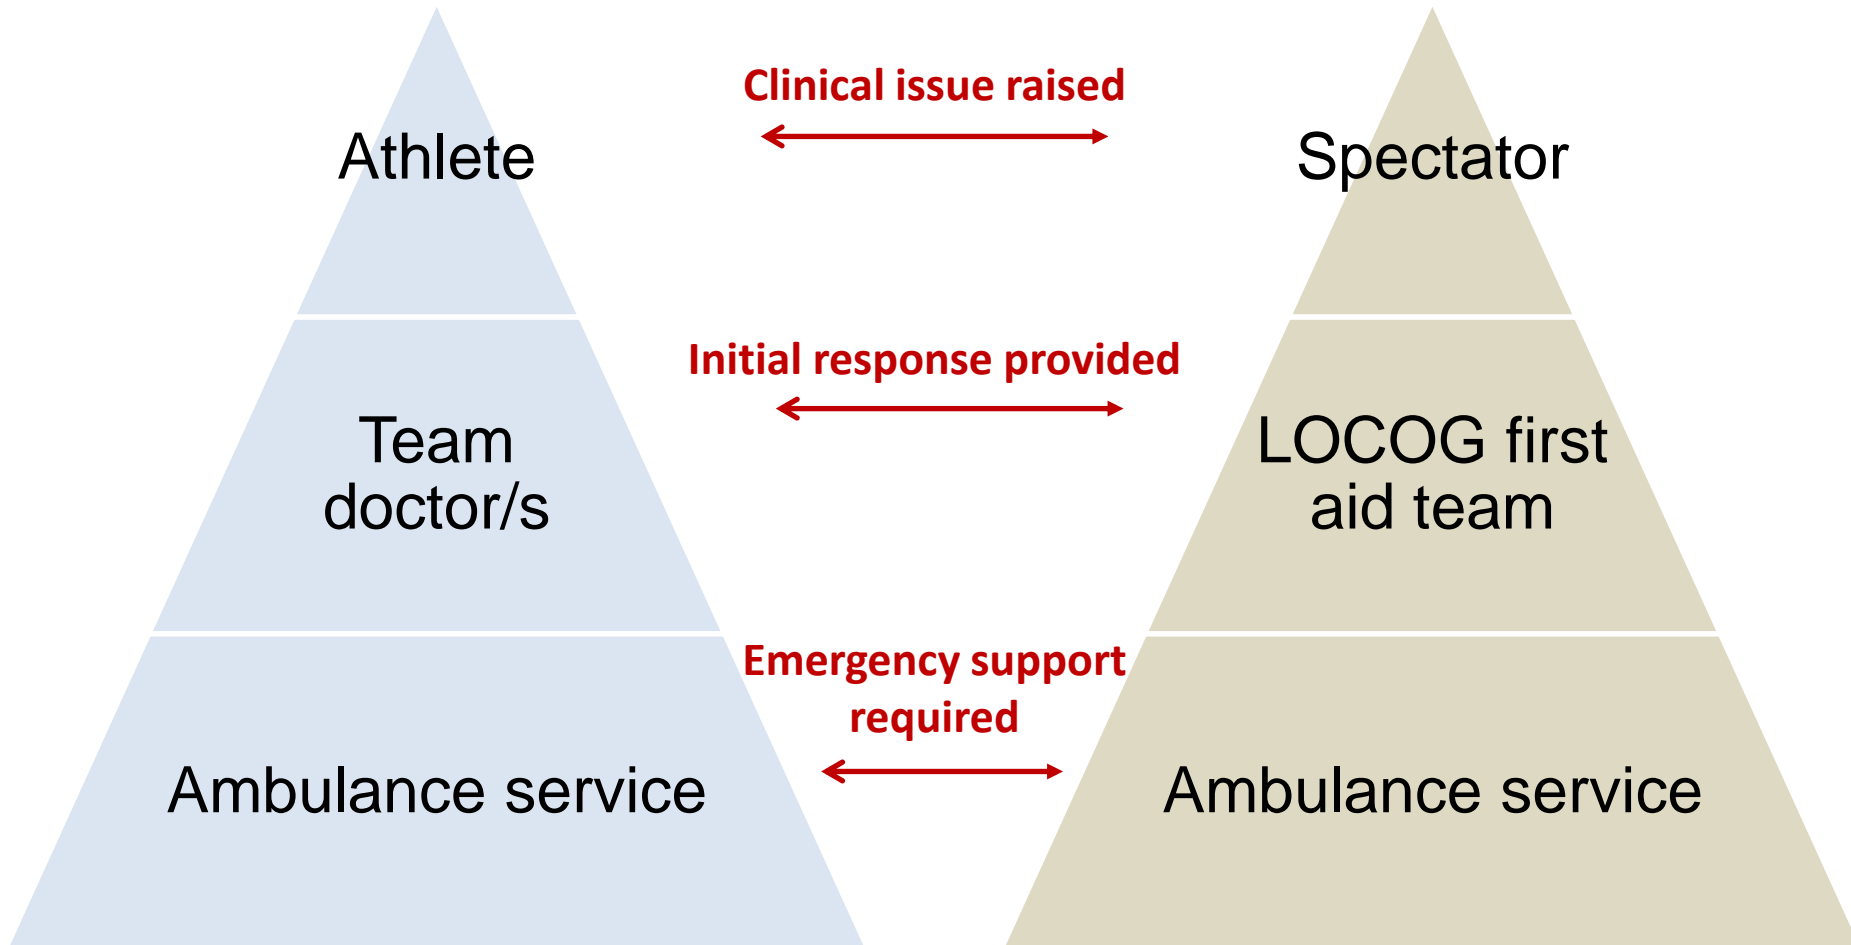 Clinical issue raised
Athlete
Spectator
Initial response provided
Team
doctor/s
LOCOG first
aid team
Emergency support
required
Ambulance service
Ambulance service